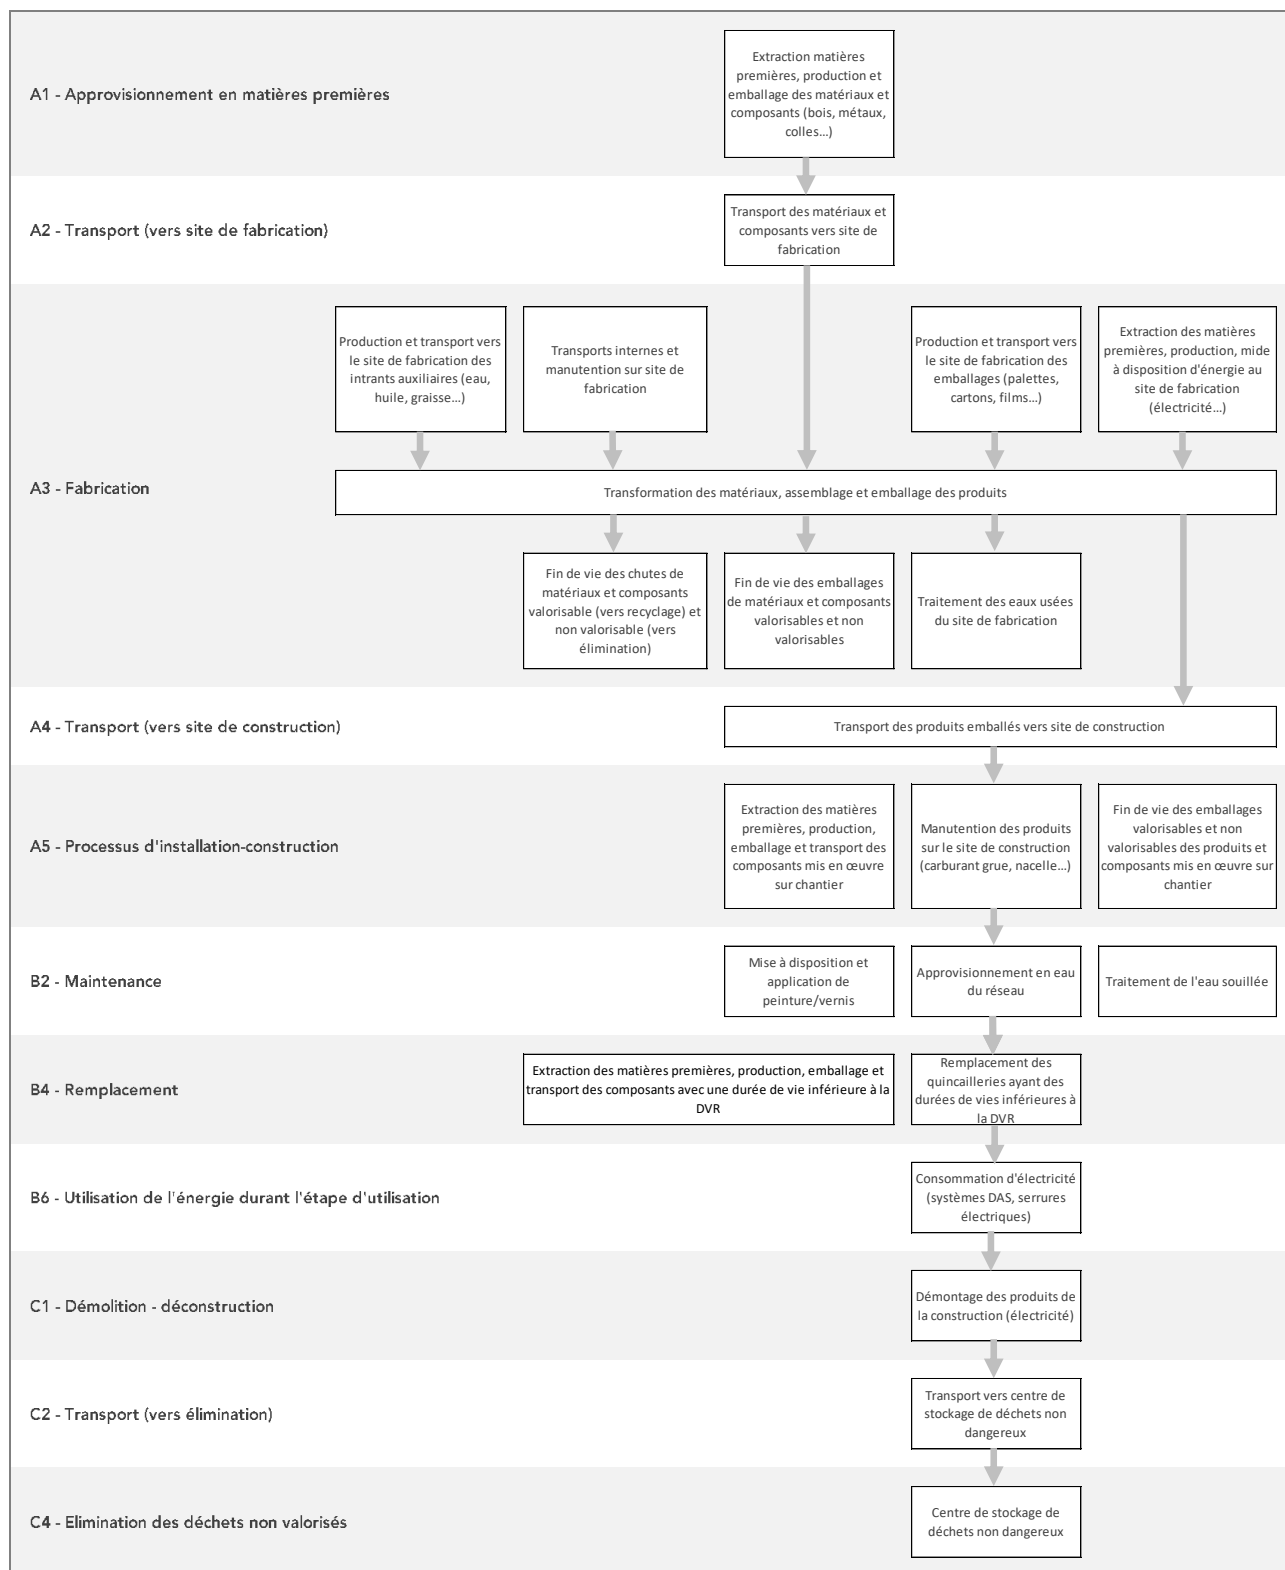 A1 - Approvisionnement en matières premières
Extraction matières
premières, production et
emballage des matériaux et
composants (bois, métaux,
colles…)
A2 - Transport (vers site de fabrication)
Transport des matériaux et
composants vers site de
fabrication
A3 - Fabrication
Production et transport vers
le site de fabrication des
intrants auxiliaires (eau,
huile, graisse…)
Transports internes et
manutention sur site de
fabrication
Production et transport vers
le site de fabrication des
emballages (palettes,
cartons, films…)
Extraction des matières
premières, production, mide
à disposition d'énergie au
site de fabrication
(électricité…)
Transformation des matériaux, assemblage et emballage des produits
Fin de vie des chutes de
matériaux et composants
valorisable (vers recyclage) et
non valorisable (vers
élimination)
Fin de vie des emballages
de matériaux et composants
valorisables et non
valorisables
Traitement des eaux usées
du site de fabrication
A4 - Transport (vers site de construction)
Transport des produits emballés vers site de construction
A5 - Processus d'installation-construction
Extraction des matières
premières, production,
emballage et transport des
composants mis en œuvre
sur chantier
Manutention des produits
sur le site de construction
(carburant grue, nacelle…)
Fin de vie des emballages
valorisables et non
valorisables des produits et
composants mis en œuvre sur
chantier
B2 - Maintenance
Mise à disposition et
application de
peinture/vernis
Approvisionnement en eau
du réseau
Traitement de l'eau souillée
B4 - Remplacement
Extraction des matières premières, production, emballage et
transport des composants avec une durée de vie inférieure à la
DVR
Remplacement des
quincailleries ayant des
durées de vies inférieures à
la DVR
B6 - Utilisation de l'énergie durant l'étape d'utilisation
Consommation d'électricité
(systèmes DAS, serrures
électriques)
C1 - Démolition - déconstruction
Démontage des produits de
la construction (électricité)
C2 - Transport (vers élimination)
Transport vers centre de
stockage de déchets non
dangereux
C4 - Elimination des déchets non valorisés
Centre de stockage de
déchets non dangereux